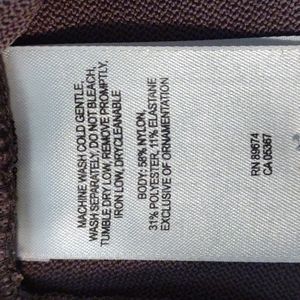 MACHINE WASH COLD GENTLE,
WASH SEPARATELY, DO NOT BLEACH,
TUMBLE DRY LOW, REMOVE PROMPTLY,
IRON LOW, DRYCLEANABLE
BODY: 58% NYLON,
31% POLYESTER, 11% ELASTANE
EXCLUSIVE OF ORNAMENTATION
RN 80674
CA 05367